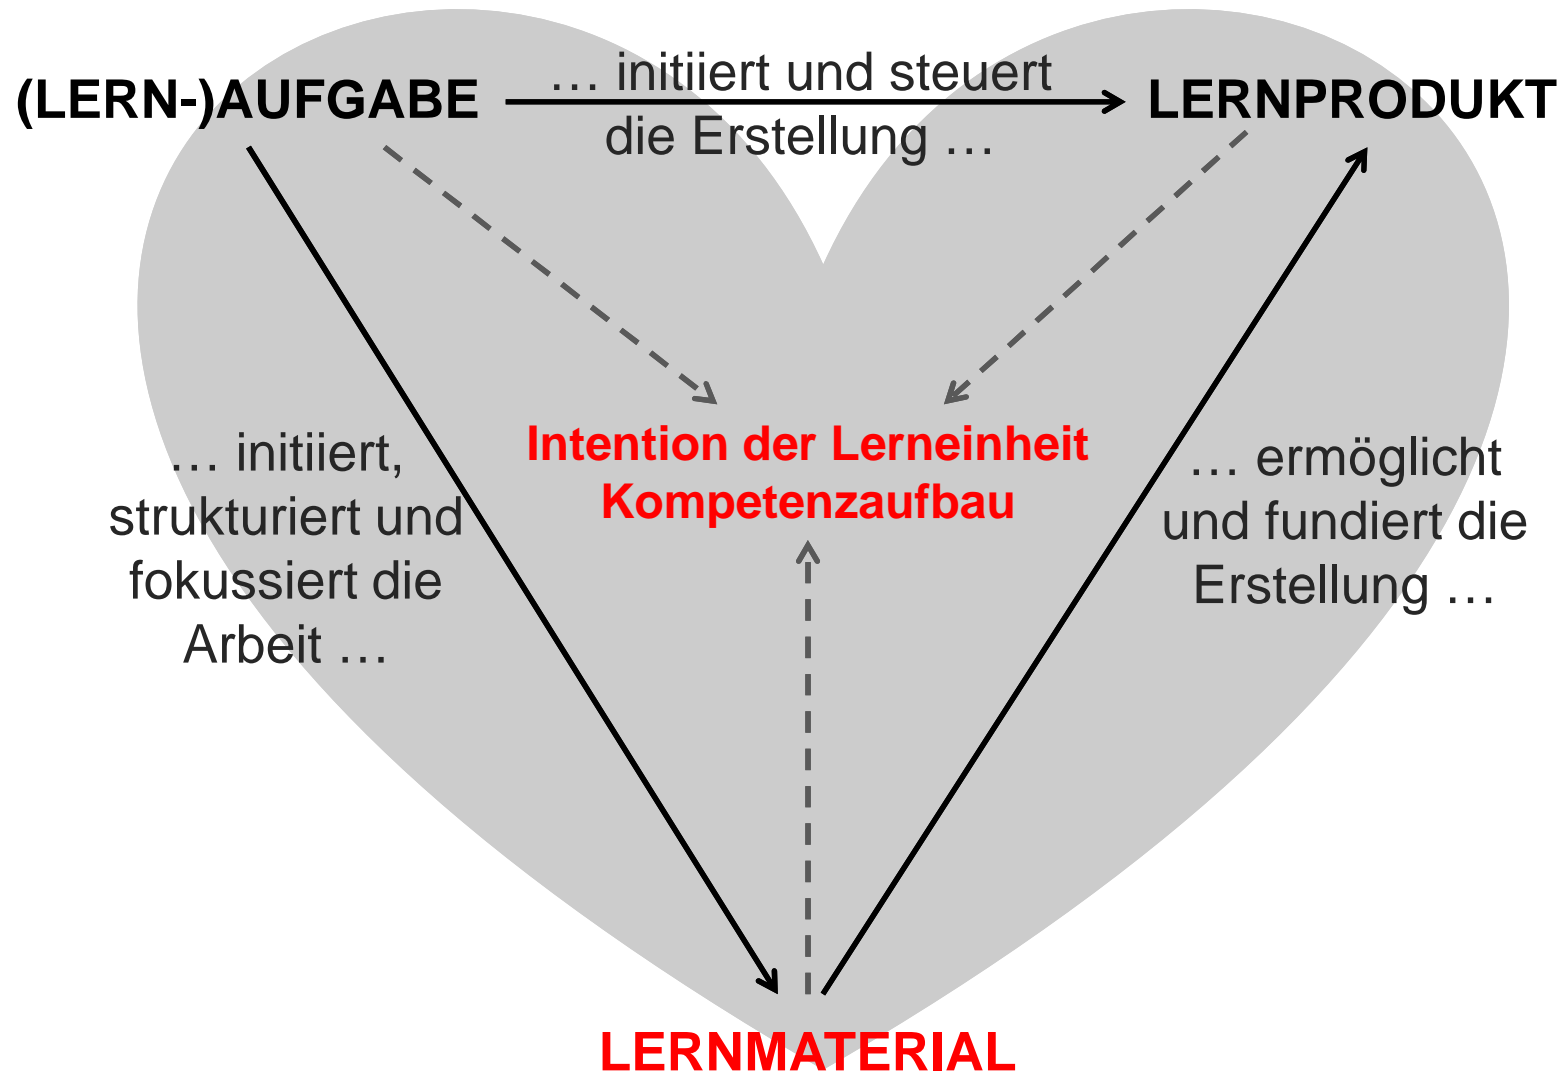 (LERN-)AUFGABE
… initiiert und steuert
die Erstellung …
LERNPRODUKT
… initiiert,
strukturiert und
fokussiert die
Arbeit …
Intention der Lerneinheit
Kompetenzaufbau
… ermöglicht
und fundiert die
Erstellung …
LERNMATERIAL